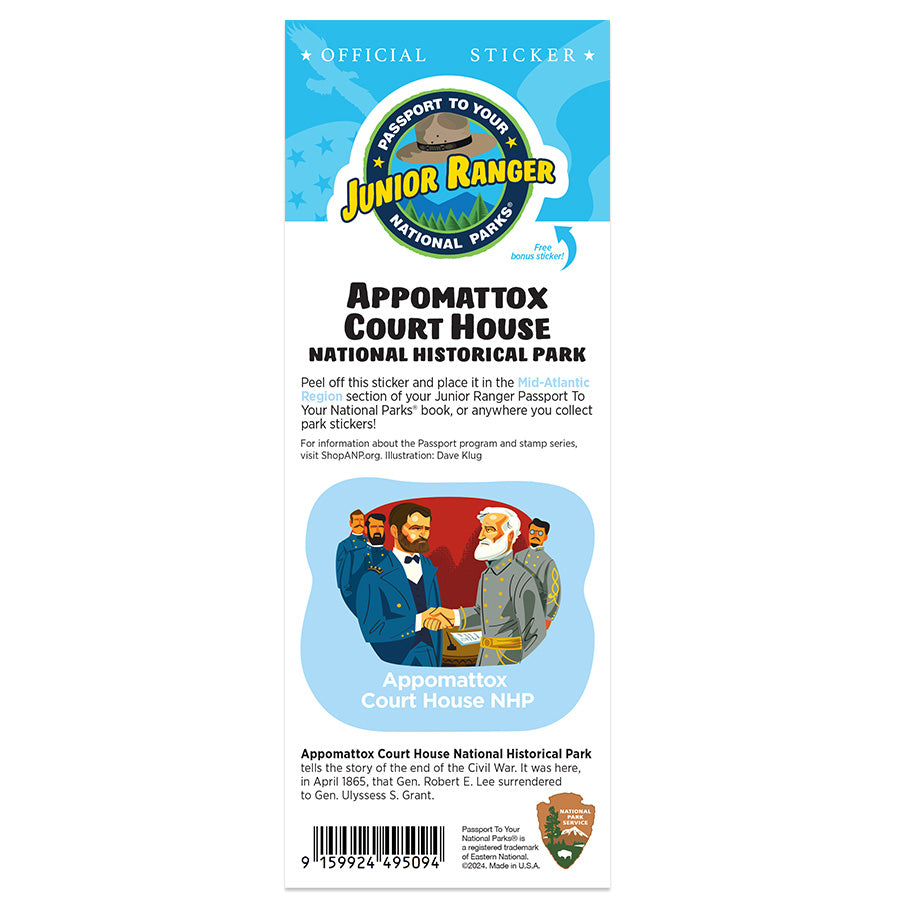 ★ OFFICIAL STICKER ★
PASSPORT TO YOUR
JUNIOR RANGER
NATIONAL PARKS®
Free
bonus sticker!
APPOMATTOX
COURT HOUSE
NATIONAL HISTORICAL PARK
Peel off this sticker and place it in the Mid-Atlantic
Region section of your Junior Ranger Passport To
Your National Parks® book, or anywhere you collect
park stickers!
For information about the Passport program and stamp series,
visit ShopANP.org. Illustration: Dave Klug
Appomattox
Court House NHP
Appomattox Court House National Historical Park
tells the story of the end of the Civil War. It was here,
in April 1865, that Gen. Robert E. Lee surrendered
to Gen. Ulyssess S. Grant.
9 159924 495094
Passport To Your
National Parks® is
a registered trademark
of Eastern National.
©2024. Made in U.S.A.
NATIONAL
PARK
SERVICE